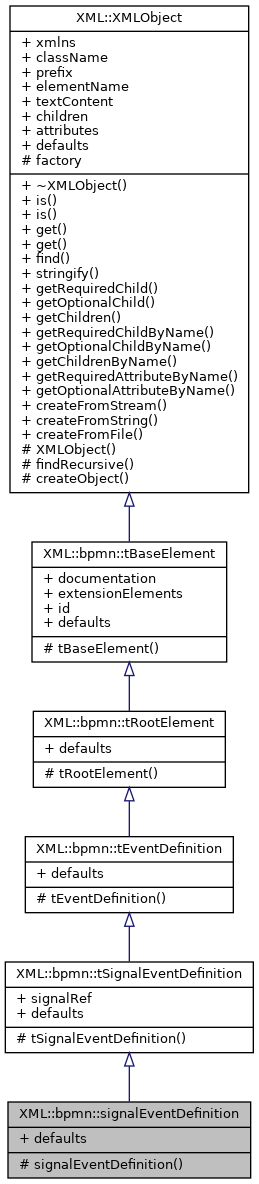 XML::XMLObject
+ xmlns
+ className
+ prefix
+ elementName
+ textContent
+ children
+ attributes
+ defaults
# factory
+ ~XMLObject()
+ is()
+ is()
+ get()
+ get()
+ find()
+ stringify()
+ getRequiredChild()
+ getOptionalChild()
+ getChildren()
+ getRequiredChildByName()
+ getOptionalChildByName()
+ getChildrenByName()
+ getRequiredAttributeByName()
+ getOptionalAttributeByName()
+ createFromStream()
+ createFromString()
+ createFromFile()
# XMLObject()
# findRecursive()
# createObject()
XML::bpmn::tBaseElement
+ documentation
+ extensionElements
+ id
+ defaults
# tBaseElement()
XML::bpmn::tRootElement
+ defaults
# tRootElement()
XML::bpmn::tEventDefinition
+ defaults
# tEventDefinition()
XML::bpmn::tSignalEventDefinition
+ signalRef
+ defaults
# tSignalEventDefinition()
XML::bpmn::signalEventDefinition
+ defaults
# signalEventDefinition()